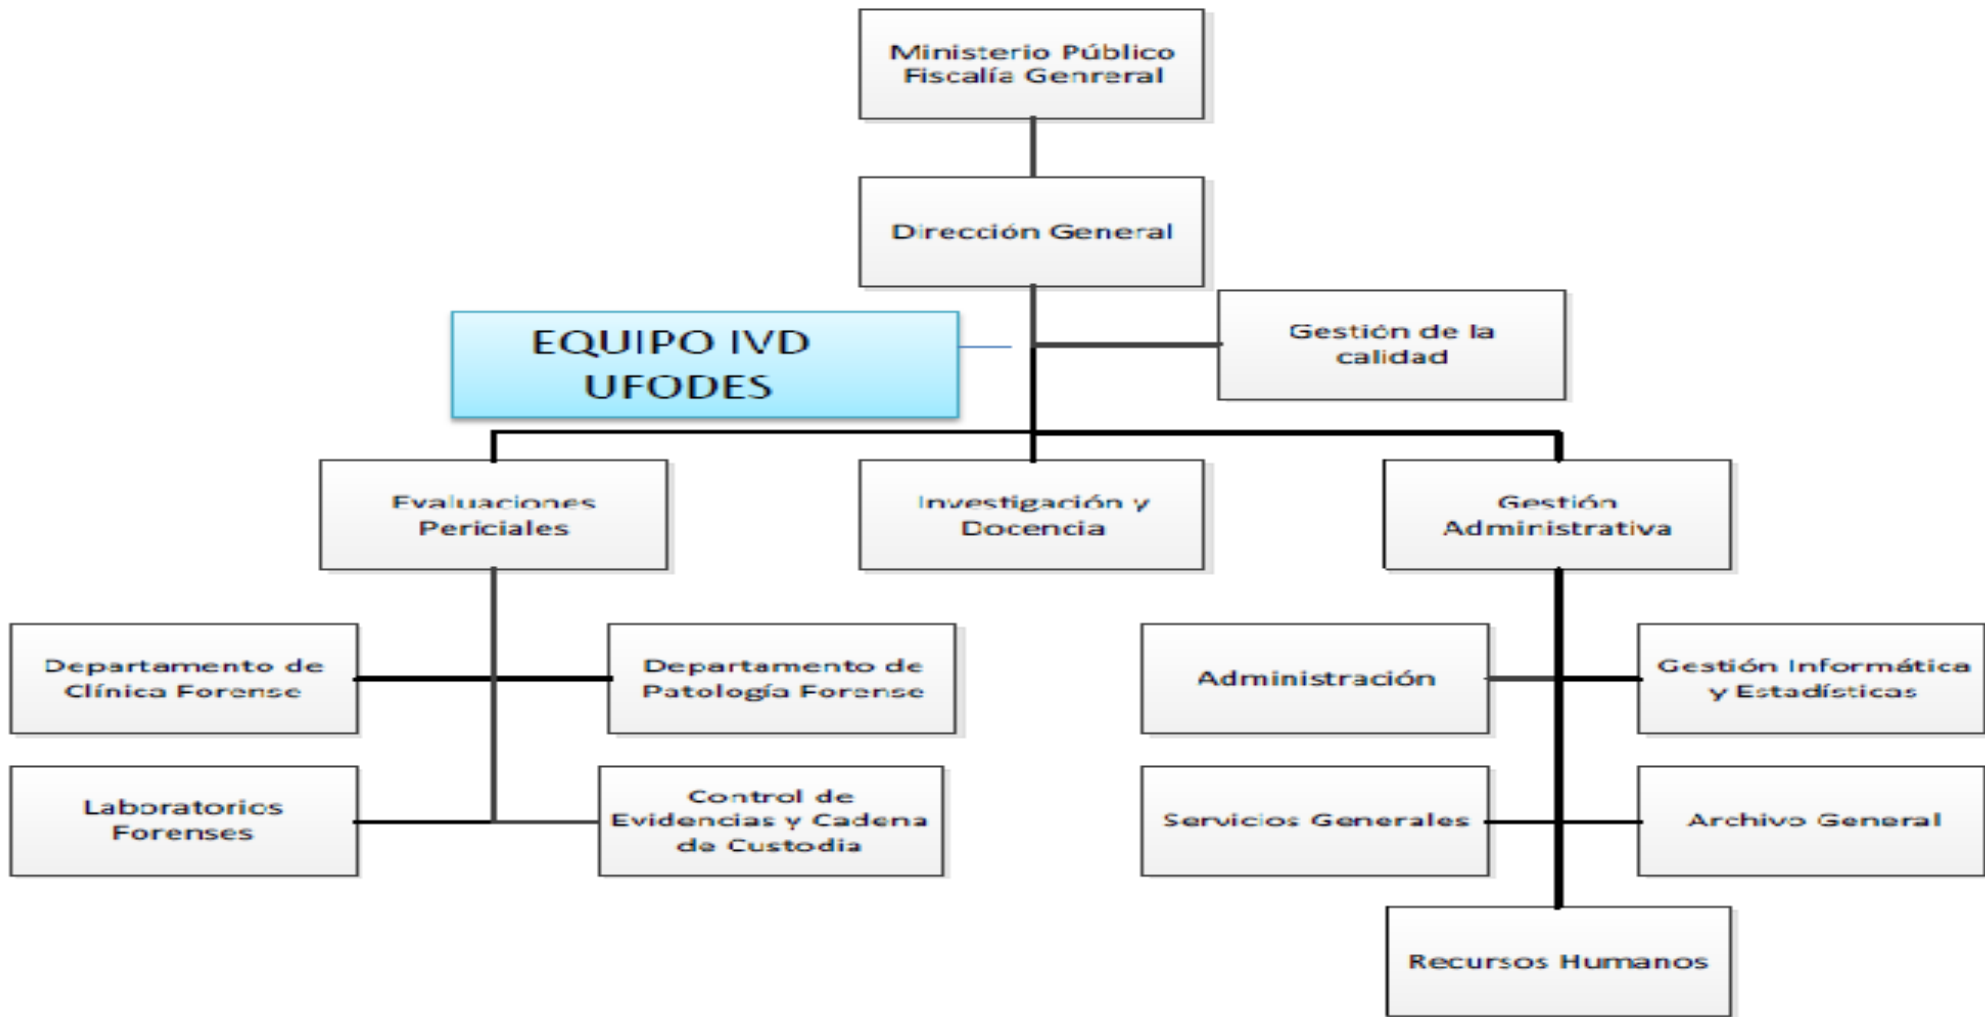 Ministerio Público
Fiscalía Genreral
Dirección General
EQUIPO IVD
UFODES
Gestión de la
calidad
Evaluaciones
Periciales
Investigación y
Docencia
Gestión
Administrativa
Departamento de
Clínica Forense
Departamento de
Patología Forense
Administración
Gestión Informática
y Estadísticas
Laboratorios
Forenses
Control de
Evidencias y Cadena
de Custodia
Servicios Generales
Archivo General
Recursos Humanos